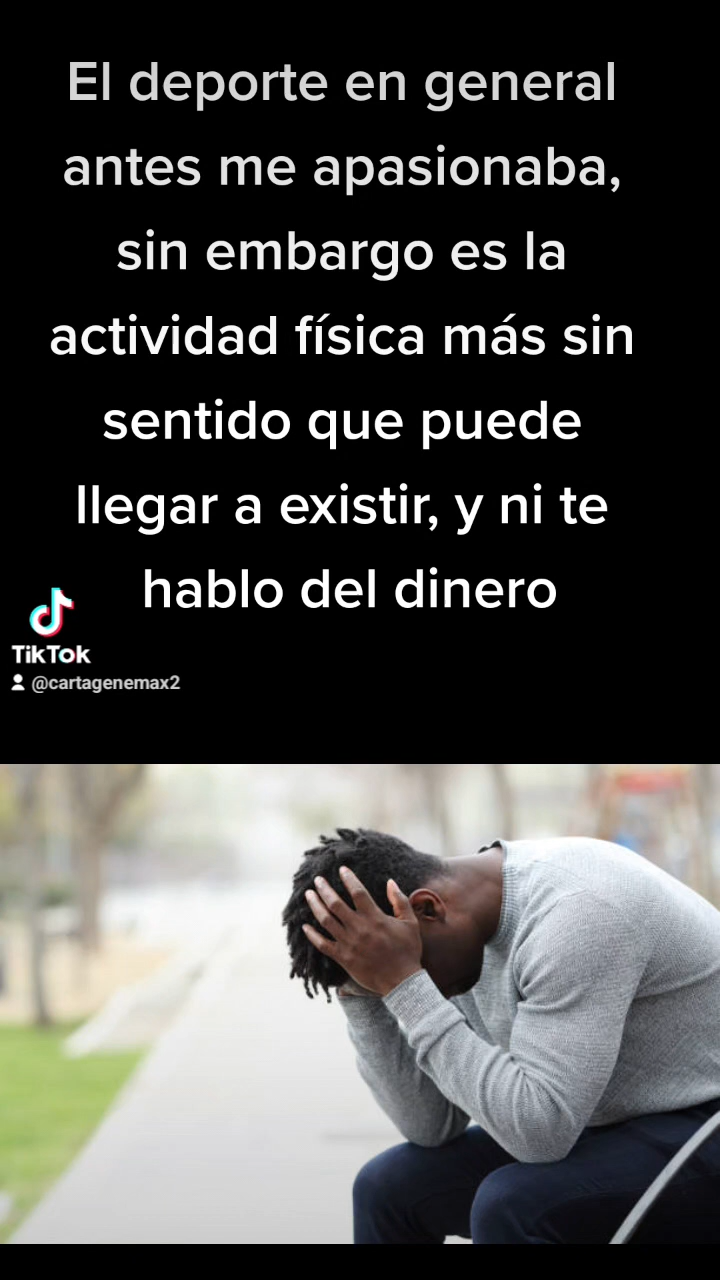 El deporte en general
antes me apasionaba,
sin embargo es la
actividad física más sin
sentido que puede
llegar a existir, y ni te
hablo del dinero
TikTok
@cartagenemax2